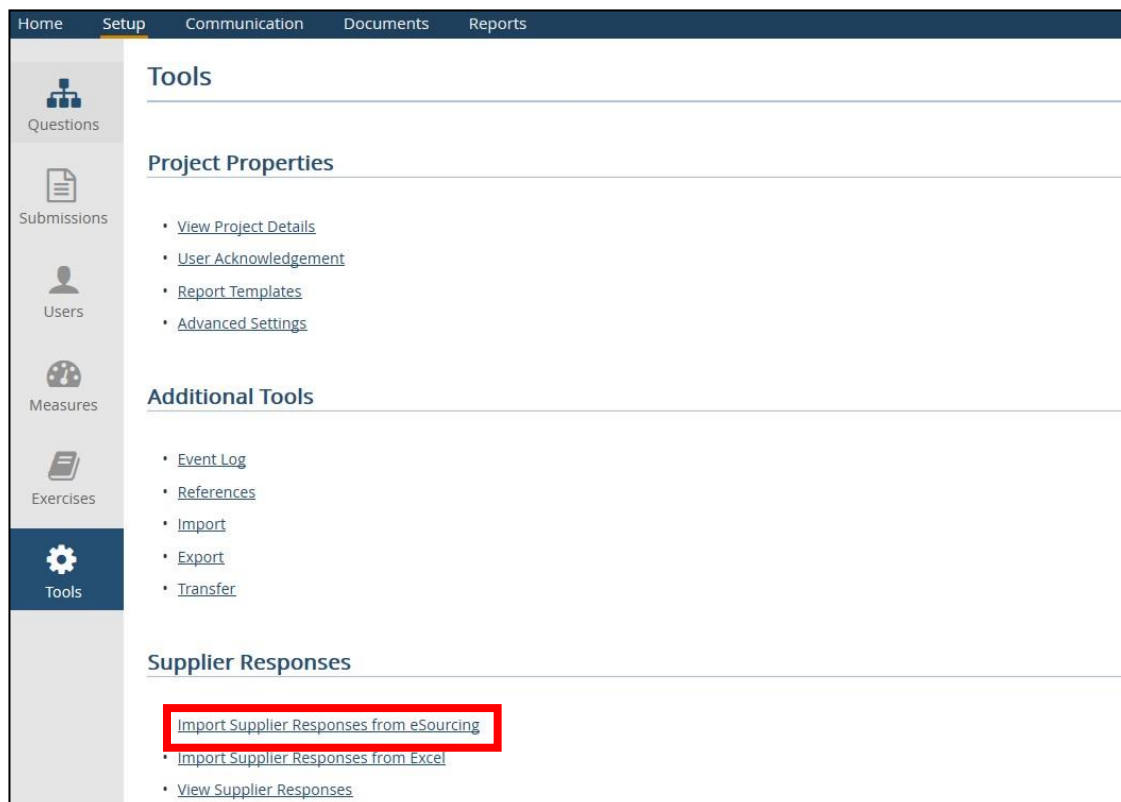 Home Setup Communication Documents Reports
Questions
Submissions
Users
Measures
Exercises
Tools
Tools
Project Properties
• View Project Details
• User Acknowledgement
• Report Templates
• Advanced Settings
Additional Tools
• Event Log
• References
• Import
• Export
• Transfer
Supplier Responses
Import Supplier Responses from eSourcing
• Import Supplier Responses from Excel
• View Supplier Responses